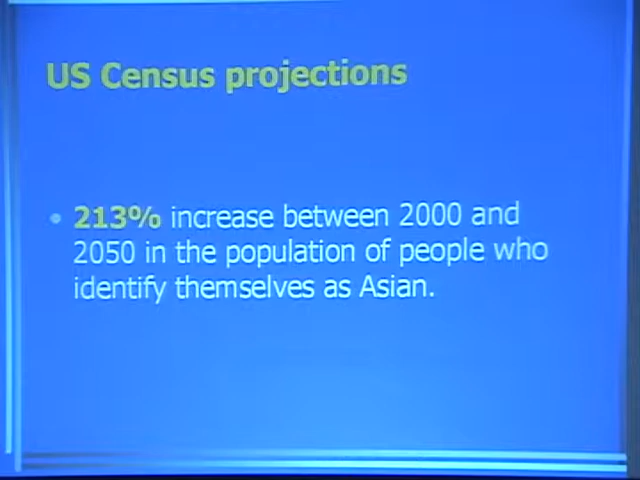 US Census projections
• 213% increase between 2000 and
2050 in the population of people who
identify themselves as Asian.